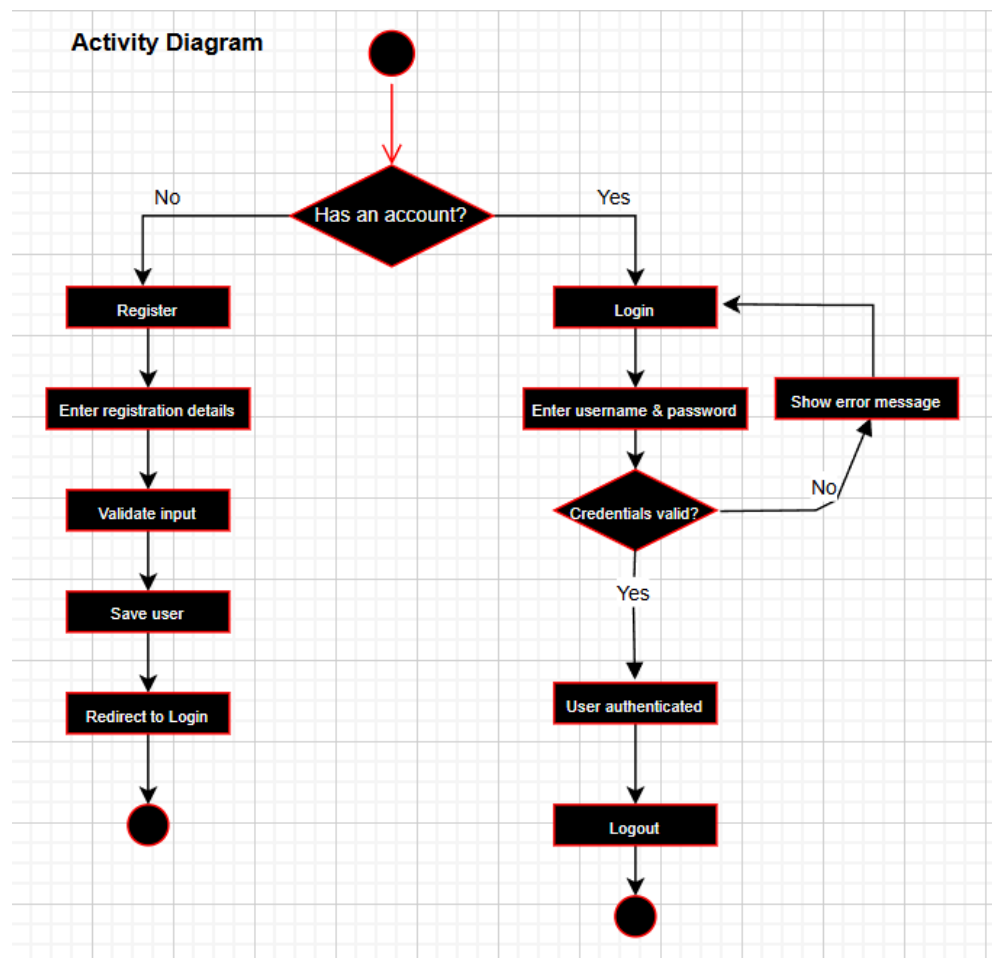 Activity Diagram
No
Yes
Has an account?
Register
Login
Enter registration details
Enter username & password
Show error message
Validate input
Credentials valid?
No
Yes
Save user
Redirect to Login
User authenticated
Logout